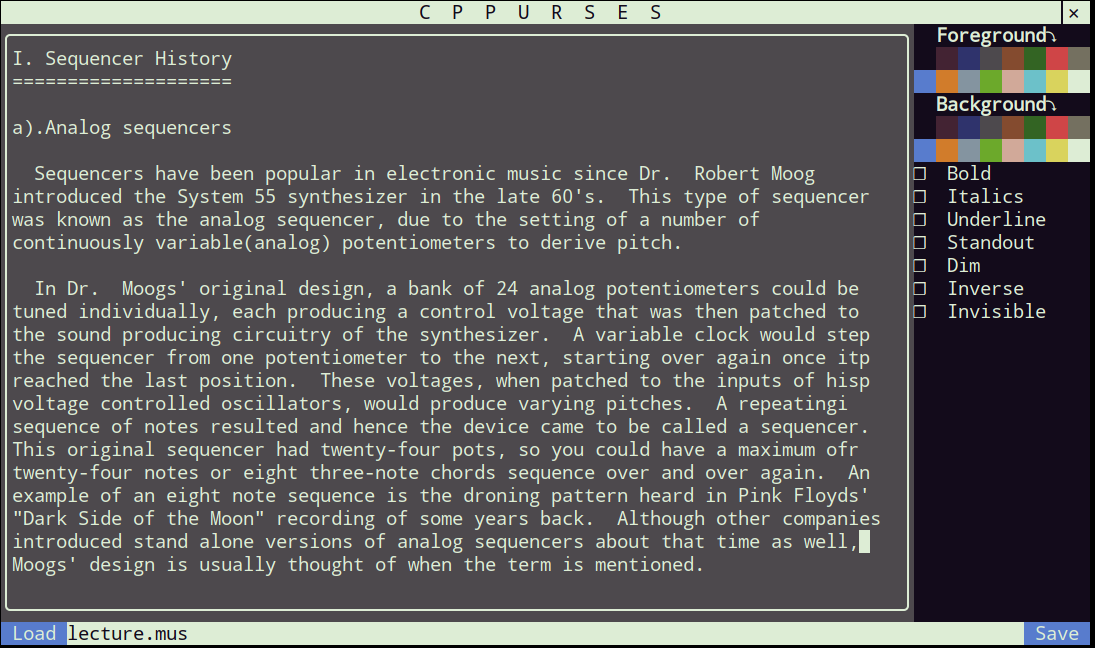 C P P U R S E S ×
I. Sequencer History
====================
a).Analog sequencers
Sequencers have been popular in electronic music since Dr.  Robert Moog
introduced the System 55 synthesizer in the late 60's.  This type of sequencer
was known as the analog sequencer, due to the setting of a number of
continuously variable(analog) potentiometers to derive pitch.
In Dr.  Moogs' original design, a bank of 24 analog potentiometers could be
tuned individually, each producing a control voltage that was then patched to
the sound producing circuitry of the synthesizer.  A variable clock would step
the sequencer from one potentiometer to the next, starting over again once itp
reached the last position.  These voltages, when patched to the inputs of hisp
voltage controlled oscillators, would produce varying pitches.  A repeatingi
sequence of notes resulted and hence the device came to be called a sequencer.
This original sequencer had twenty-four pots, so you could have a maximum ofr
twenty-four notes or eight three-note chords sequence over and over again.  An
example of an eight note sequence is the droning pattern heard in Pink Floyds'
"Dark Side of the Moon" recording of some years back.  Although other companies
introduced stand alone versions of analog sequencers about that time as well,
Moogs' design is usually thought of when the term is mentioned.
Foreground⤵
Background⤵
☐ Bold
☐ Italics
☐ Underline
☐ Standout
☐ Dim
☐ Inverse
☐ Invisible
Load lecture.mus Save